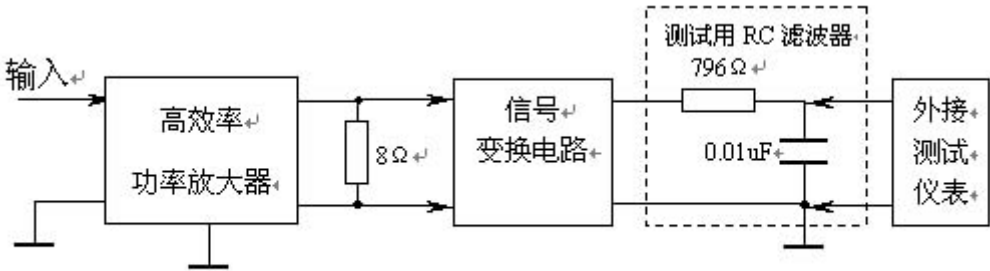 输入
高效率
功率放大器
8Ω
信号
变换电路
测试用 RC 滤波器
796Ω
0.01uF
外接
测试
仪表